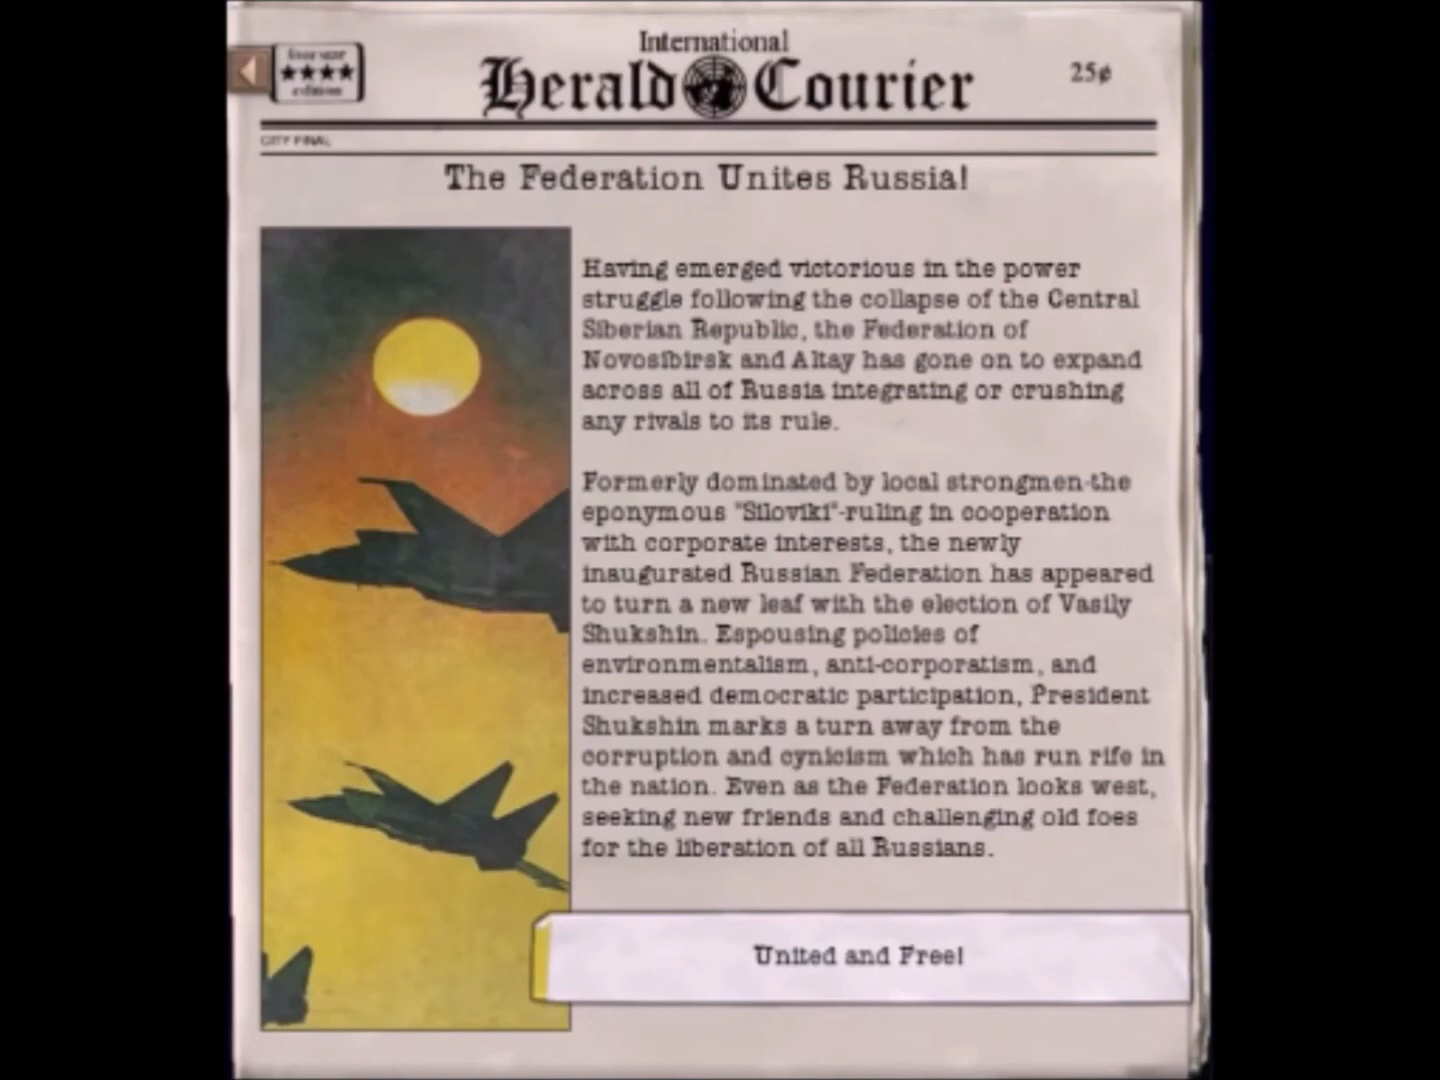 four star
★★★★
edition
International
Herald Courier
25¢
CITY FINAL
The Federation Unites Russia!
Having emerged victorious in the power
struggle following the collapse of the Central
Siberian Republic, the Federation of
Novosibirsk and Altay has gone on to expand
across all of Russia integrating or crushing
any rivals to its rule.
Formerly dominated by local strongmen-the
eponymous "Siloviki"-ruling in cooperation
with corporate interests, the newly
inaugurated Russian Federation has appeared
to turn a new leaf with the election of Vasily
Shukshin. Espousing policies of
environmentalism, anti-corporatism, and
increased democratic participation, President
Shukshin marks a turn away from the
corruption and cynicism which has run rife in
the nation. Even as the Federation looks west,
seeking new friends and challenging old foes
for the liberation of all Russians.
United and Free!